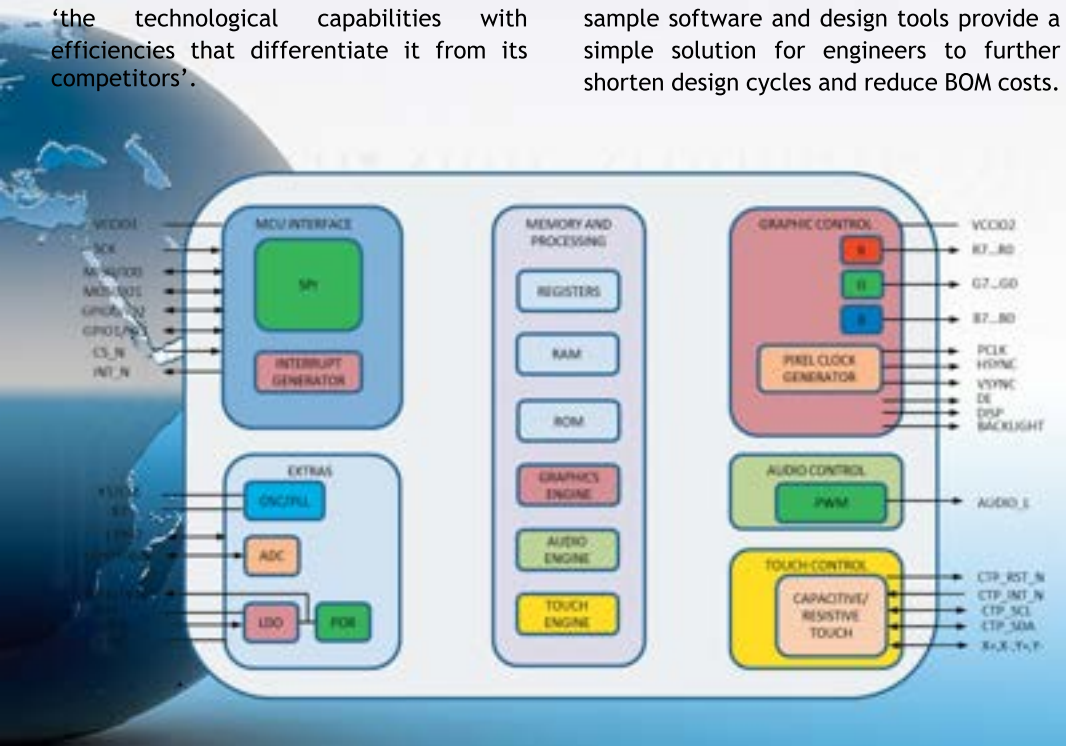 ‘the technological capabilities with
efficiencies that differentiate it from its
competitors’.
sample software and design tools provide a
simple solution for engineers to further
shorten design cycles and reduce BOM costs.
VCCIO1
SCK
CS_N
INT_N
MCU INTERFACE
SPI
INTERRUPT
GENERATOR
EXTRAS
OSC/PLL
ADC
LDO
POR
MEMORY AND
PROCESSING
REGISTERS
RAM
ROM
GRAPHICS
ENGINE
AUDIO
ENGINE
TOUCH
ENGINE
GRAPHIC CONTROL
R
G
B
PIXEL CLOCK
GENERATOR
AUDIO CONTROL
PWM
TOUCH CONTROL
CAPACITIVE/
RESISTIVE
TOUCH
VCCIO2
R7...R0
G7...G0
B7...B0
PCLK
HSYNC
VSYNC
DE
DISP
BACKLIGHT
AUDIO_L
CTP_RST_N
CTP_INT_N
CTP_SCL
CTP_SDA
X+,X-,Y+,Y-